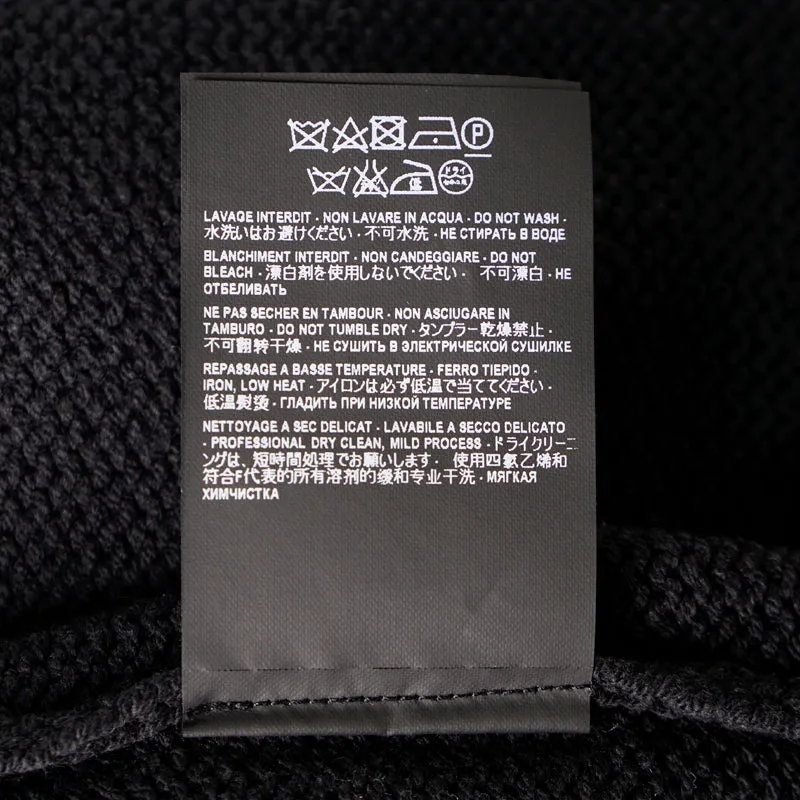 P
低 ドライ
LAVAGE INTERDIT · NON LAVARE IN ACQUA · DO NOT WASH ·
水洗いはお避けください · 不可水洗 · НЕ СТИРАТЬ В ВОДЕ
BLANCHIMENT INTERDIT · NON CANDEGGIARE · DO NOT
BLEACH · 漂白剤を使用しないでください · 不可漂白 · НЕ
ОТБЕЛИВАТЬ
NE PAS SECHER EN TAMBOUR · NON ASCIUGARE IN
TAMBURO · DO NOT TUMBLE DRY · タンブラー乾燥禁止 ·
不可翻转干燥 · НЕ СУШИТЬ В ЭЛЕКТРИЧЕСКОЙ СУШИЛКЕ
REPASSAGE A BASSE TEMPERATURE · FERRO TIEPIDO ·
IRON, LOW HEAT · アイロンは必ず低温で当ててください ·
低温熨烫 · ГЛАДИТЬ ПРИ НИЗКОЙ ТЕМПЕРАТУРЕ
NETTOYAGE A SEC DELICAT · LAVABILE A SECCO DELICATO
· PROFESSIONAL DRY CLEAN, MILD PROCESS · ドライクリーニ
ングは、短時間処理でお願いします。 使用四氯乙烯和
符合F代表的所有溶剂的缓和专业干洗 · МЯГКАЯ
ХИМЧИСТКА